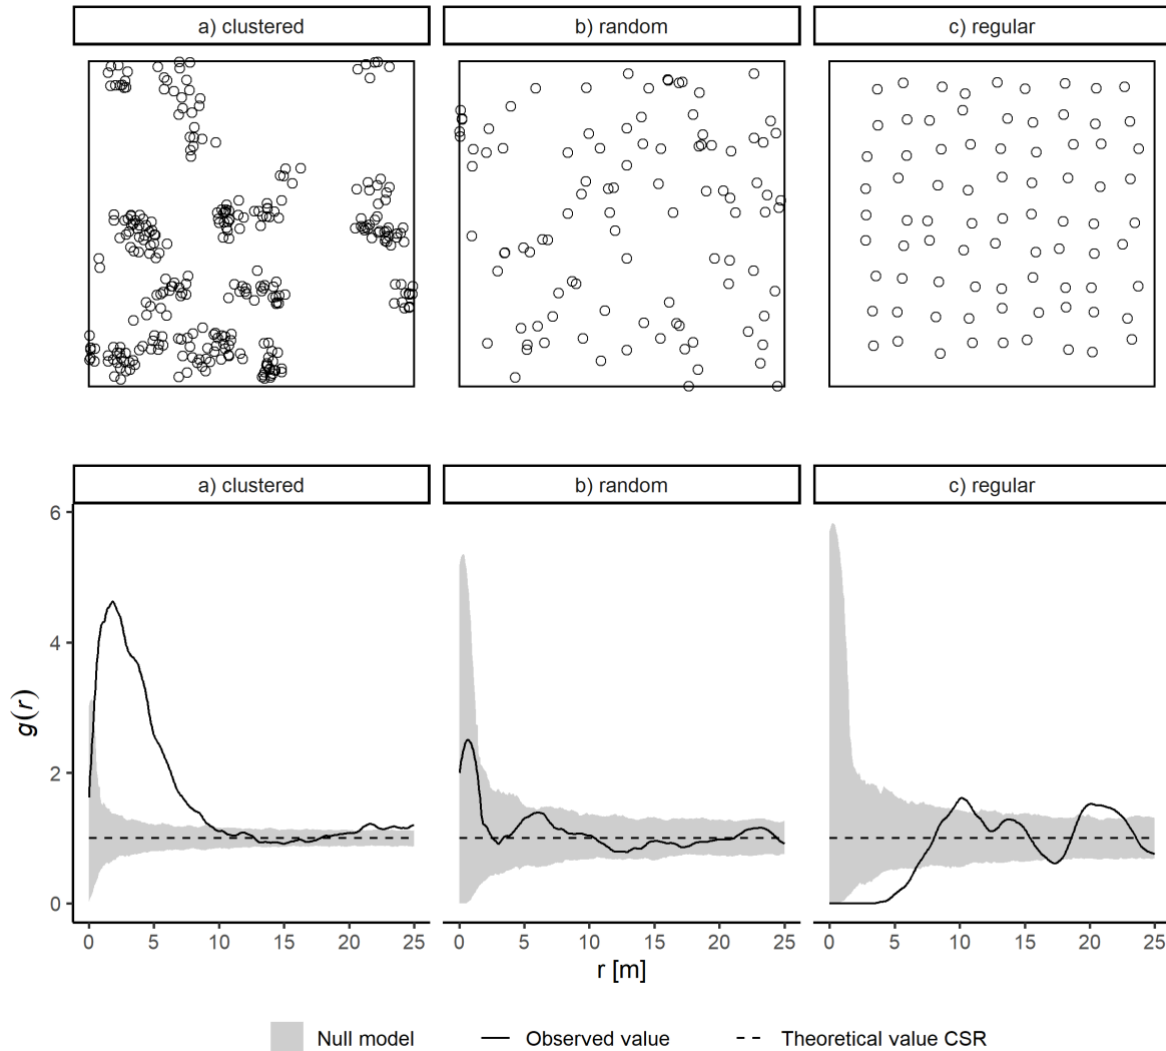 a) clustered b) random c) regular
a) clustered b) random c) regular
6
4
2
0
g(r)
0 5 10 15 20 25 0 5 10 15 20 25 0 5 10 15 20 25
r [m]
Null model Observed value Theoretical value CSR